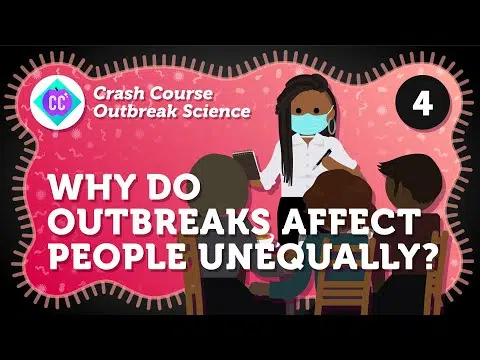 CC
Crash Course
Outbreak Science
4
WHY DO
OUTBREAKS AFFECT
PEOPLE UNEQUALLY?